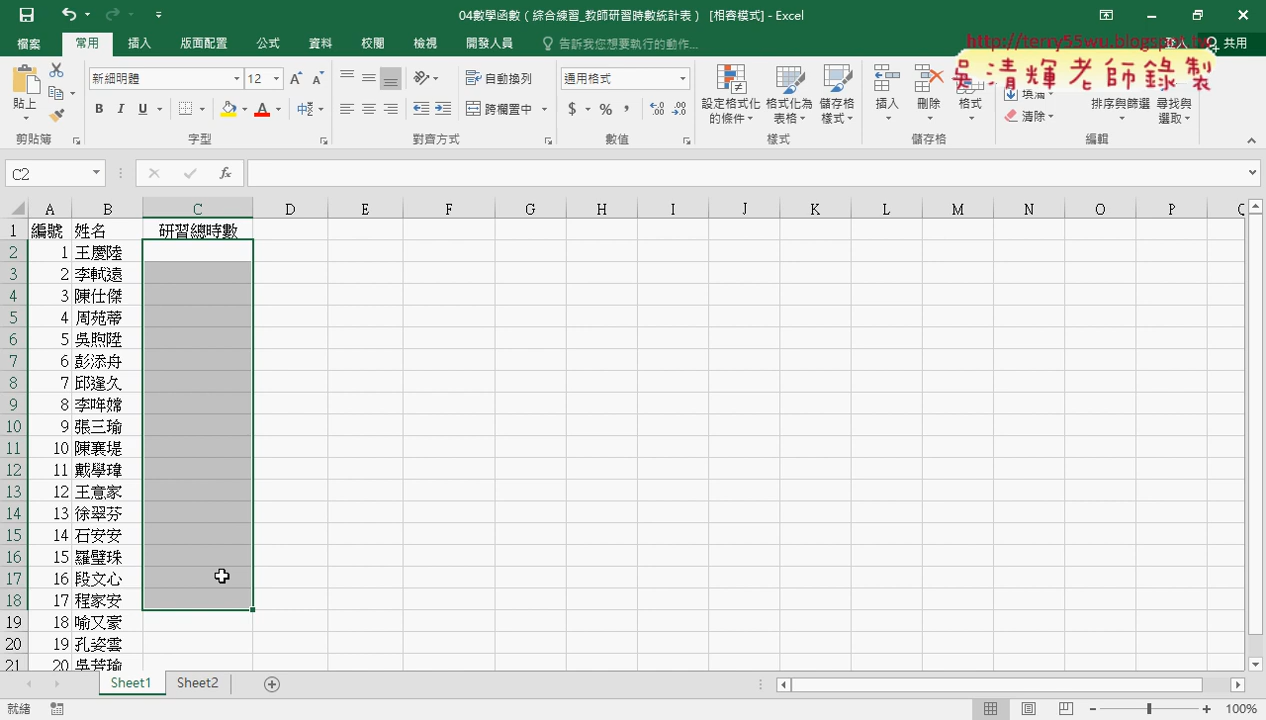 04數學函數（綜合練習_教師研習時數統計表） [相容模式] - Excel
http://terry55wu.blogspot.tw
吳清輝老師錄製
檔案 常用 插入 版面配置 公式 資料 校閱 檢視 開發人員 告訴我您想要執行的動作... 共用
貼上 新細明體 12 自動換列 通用格式 設定格式化的條件 格式化為表格 儲存格樣式 插入 刪除 格式 排序與篩選 尋找與選取
B I U 跨欄置中 $ % , 清除
剪貼簿 字型 對齊方式 數值 樣式 儲存格 編輯
C2 fx
A B C D E F G H I J K L M N O P Q
1 編號 姓名 研習總時數
2 1 王慶陸
3 2 李軾遠
4 3 陳仕傑
5 4 周苑蒂
6 5 吳煦陞
7 6 彭添舟
8 7 邱逢久
9 8 李
10 9 張三瑜
11 10 陳襄堤
12 11 戴學瑋
13 12 王意家
14 13 徐翠芬
15 14 石安安
16 15 羅璧珠
17 16 段文心
18 17 程家安
19 18 喻又豪
20 19 孔姿雲
21 20 吳芳瑜
Sheet1 Sheet2
就緒 100%